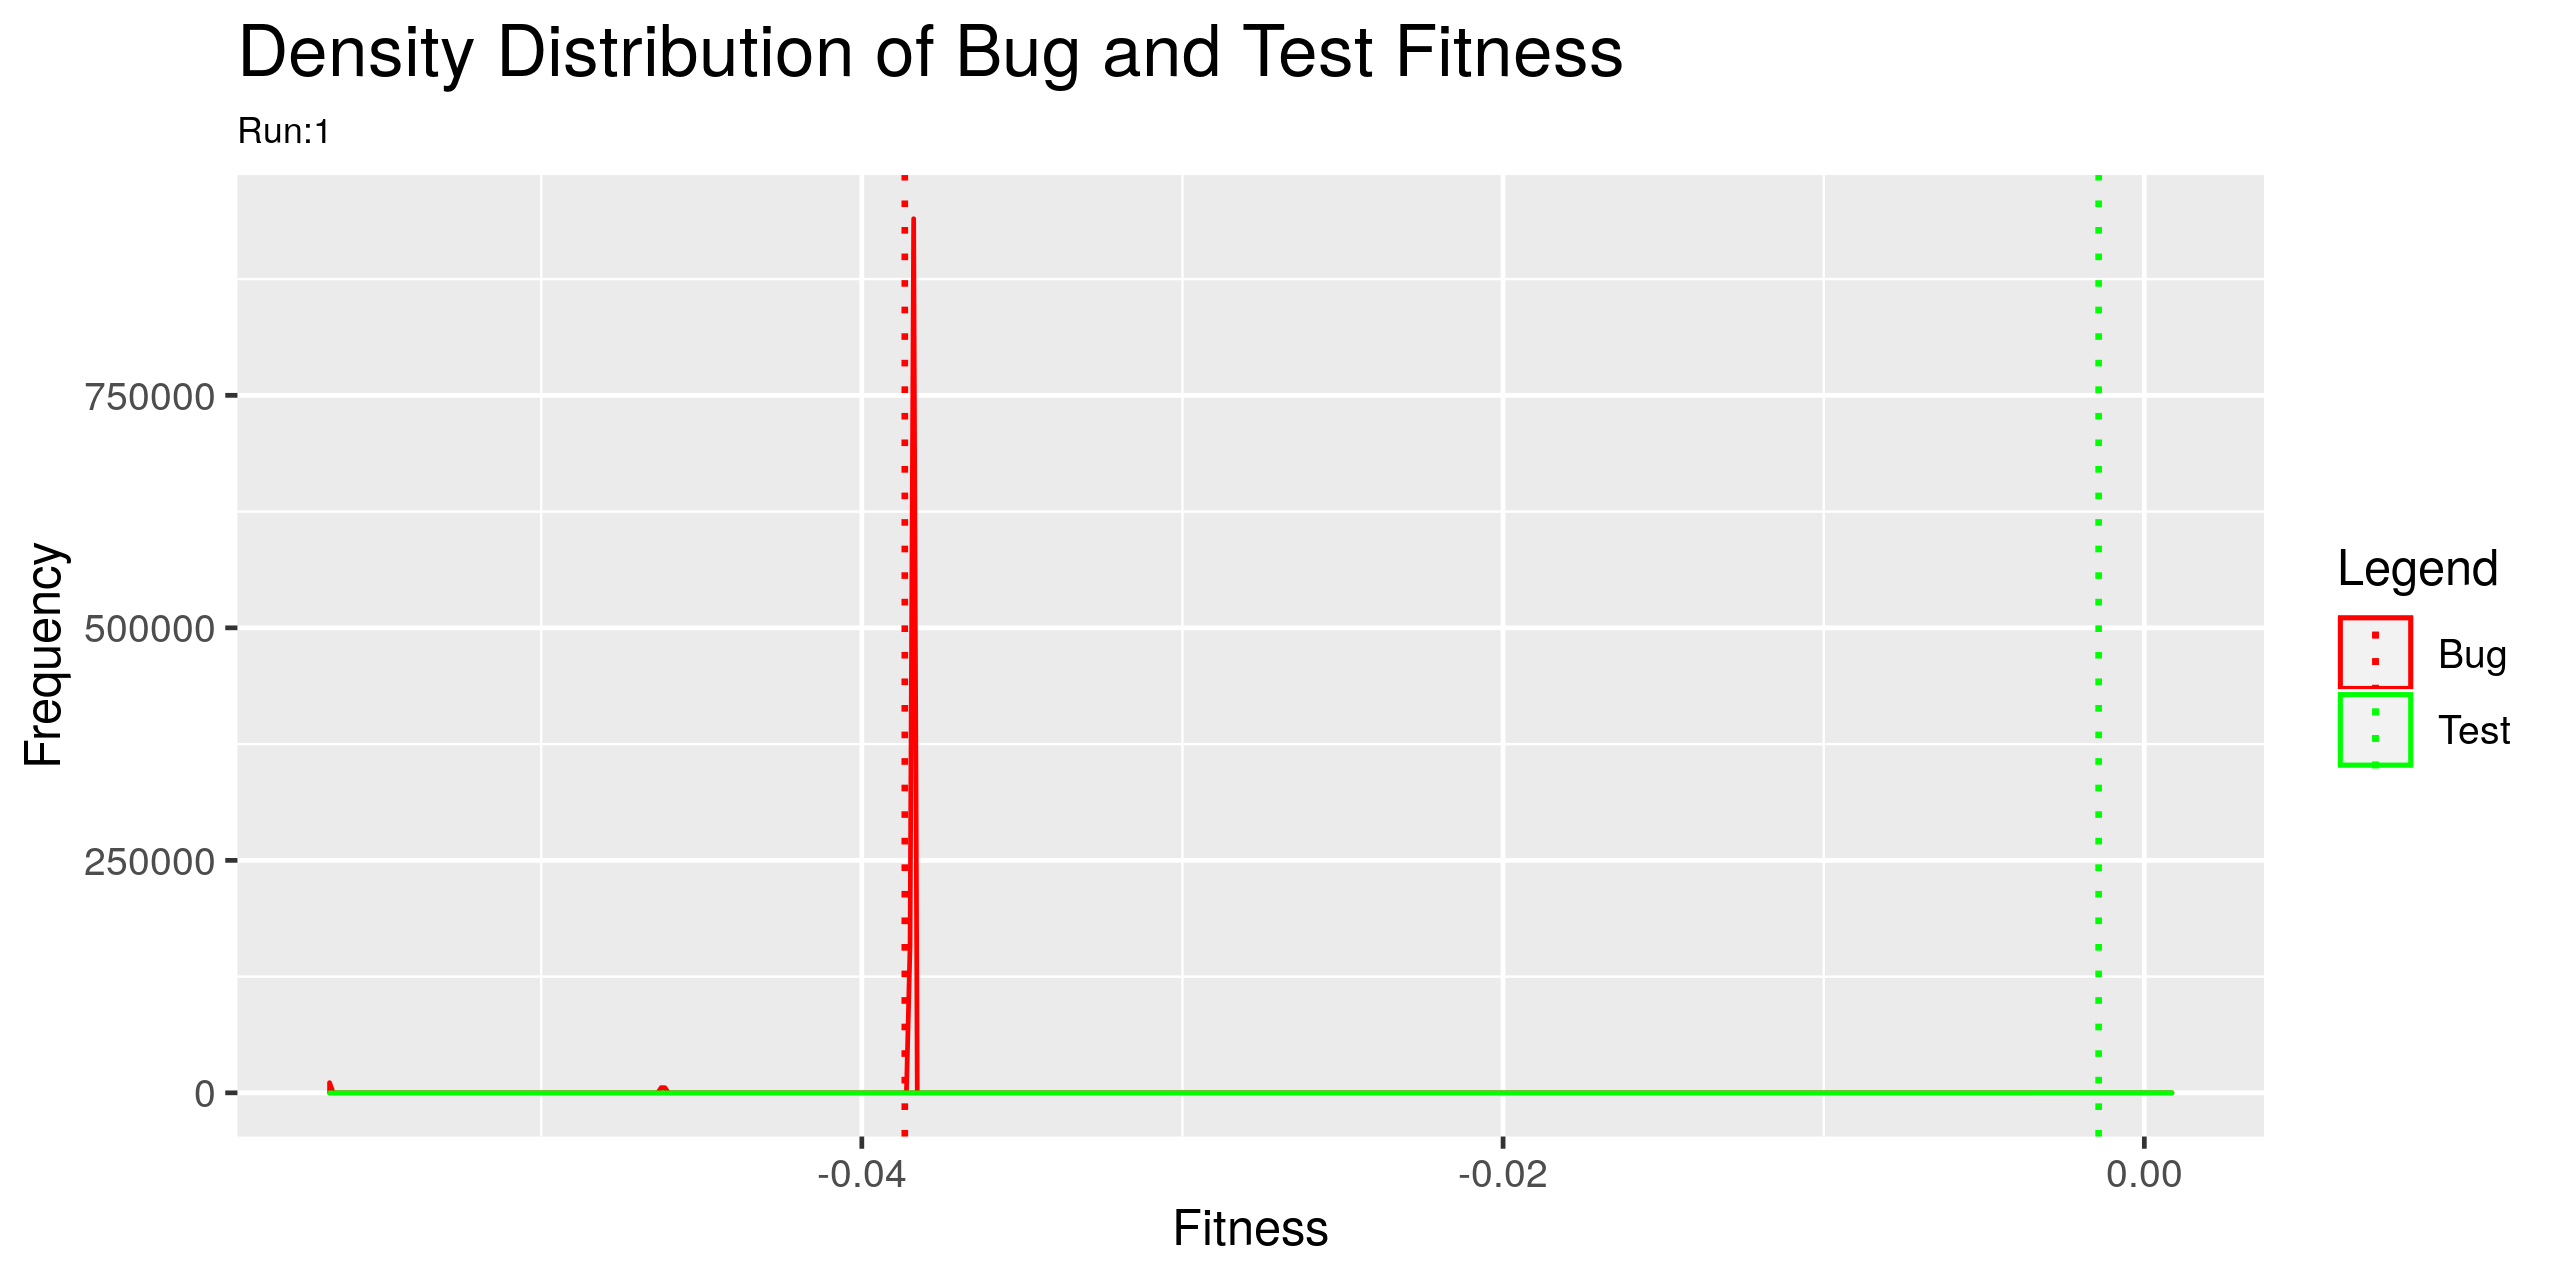 Density Distribution of Bug and Test Fitness
Run:1
Frequency
750000
500000
250000
0
-0.04
-0.02
0.00
Fitness
Legend
Bug
Test